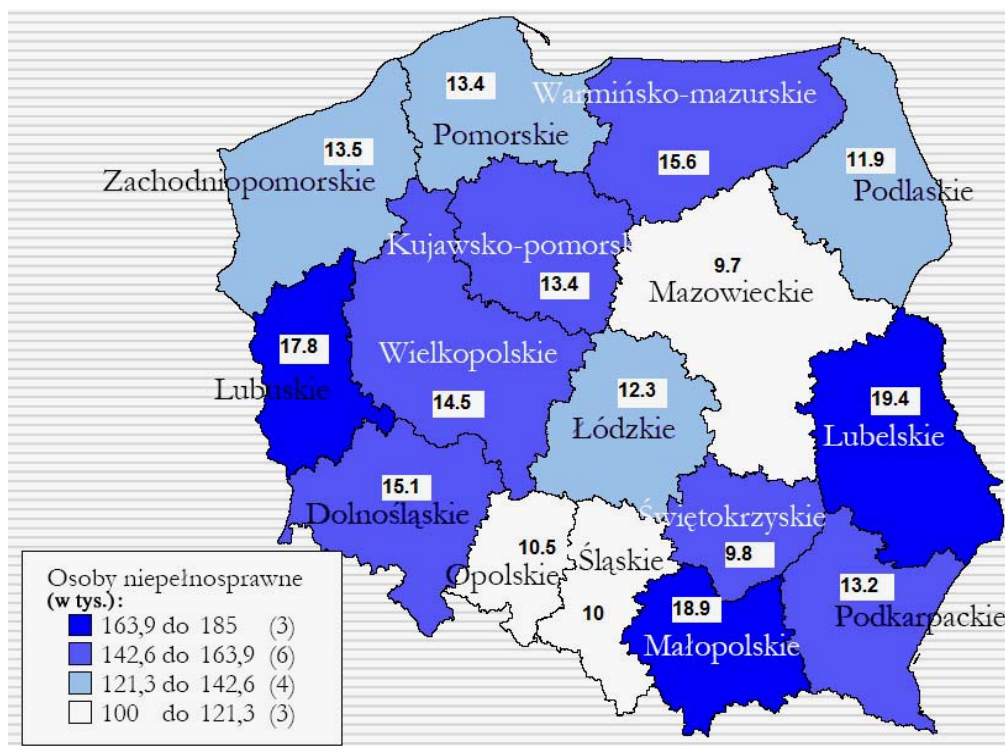 13.4
Warmińsko-mazurskie
Pomorskie
13.5
15.6
11.9
Zachodniopomorskie
Podlaskie
Kujawsko-pomorsk
9.7
13.4
Mazowieckie
17.8
Wielkopolskie
Lubuskie
14.5
12.3
19.4
Łódzkie
Lubelskie
15.1
Dolnośląskie
Świętokrzyskie
10.5
Śląskie
9.8
Opolskie
13.2
10
18.9
Podkarpackie
Małopolskie
Osoby niepełnosprawne
(w tys.):
163,9 do 185 (3)
142,6 do 163,9 (6)
121,3 do 142,6 (4)
100 do 121,3 (3)